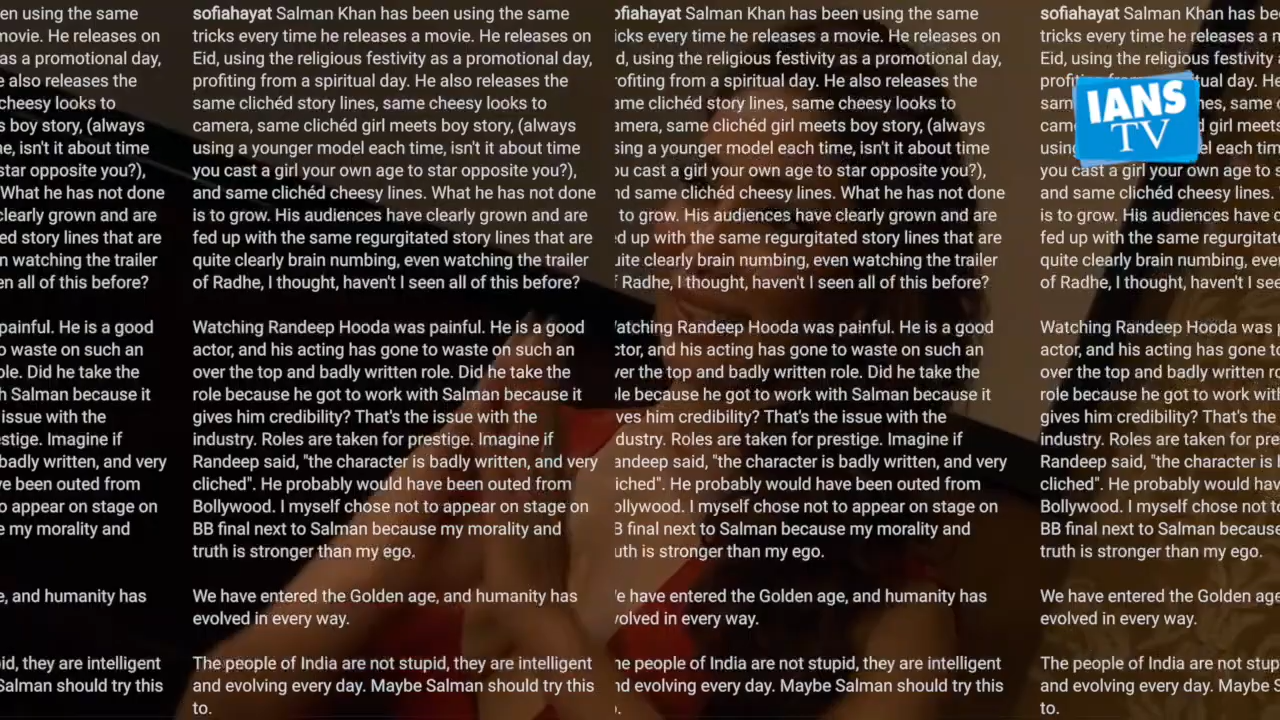 sofiahayat Salman Khan has been using the same
tricks every time he releases a movie. He releases on
Eid, using the religious festivity as a promotional day,
profiting from a spiritual day. He also releases the
same clichéd story lines, same cheesy looks to
camera, same clichéd girl meets boy story, (always
using a younger model each time, isn't it about time
you cast a girl your own age to star opposite you?),
and same clichéd cheesy lines. What he has not done
is to grow. His audiences have clearly grown and are
fed up with the same regurgitated story lines that are
quite clearly brain numbing, even watching the trailer
of Radhe, I thought, haven't I seen all of this before?
Watching Randeep Hooda was painful. He is a good
actor, and his acting has gone to waste on such an
over the top and badly written role. Did he take the
role because he got to work with Salman because it
gives him credibility? That's the issue with the
industry. Roles are taken for prestige. Imagine if
Randeep said, "the character is badly written, and very
cliched". He probably would have been outed from
Bollywood. I myself chose not to appear on stage on
BB final next to Salman because my morality and
truth is stronger than my ego.
We have entered the Golden age, and humanity has
evolved in every way.
The people of India are not stupid, they are intelligent
and evolving every day. Maybe Salman should try this
to.
IANS
TV